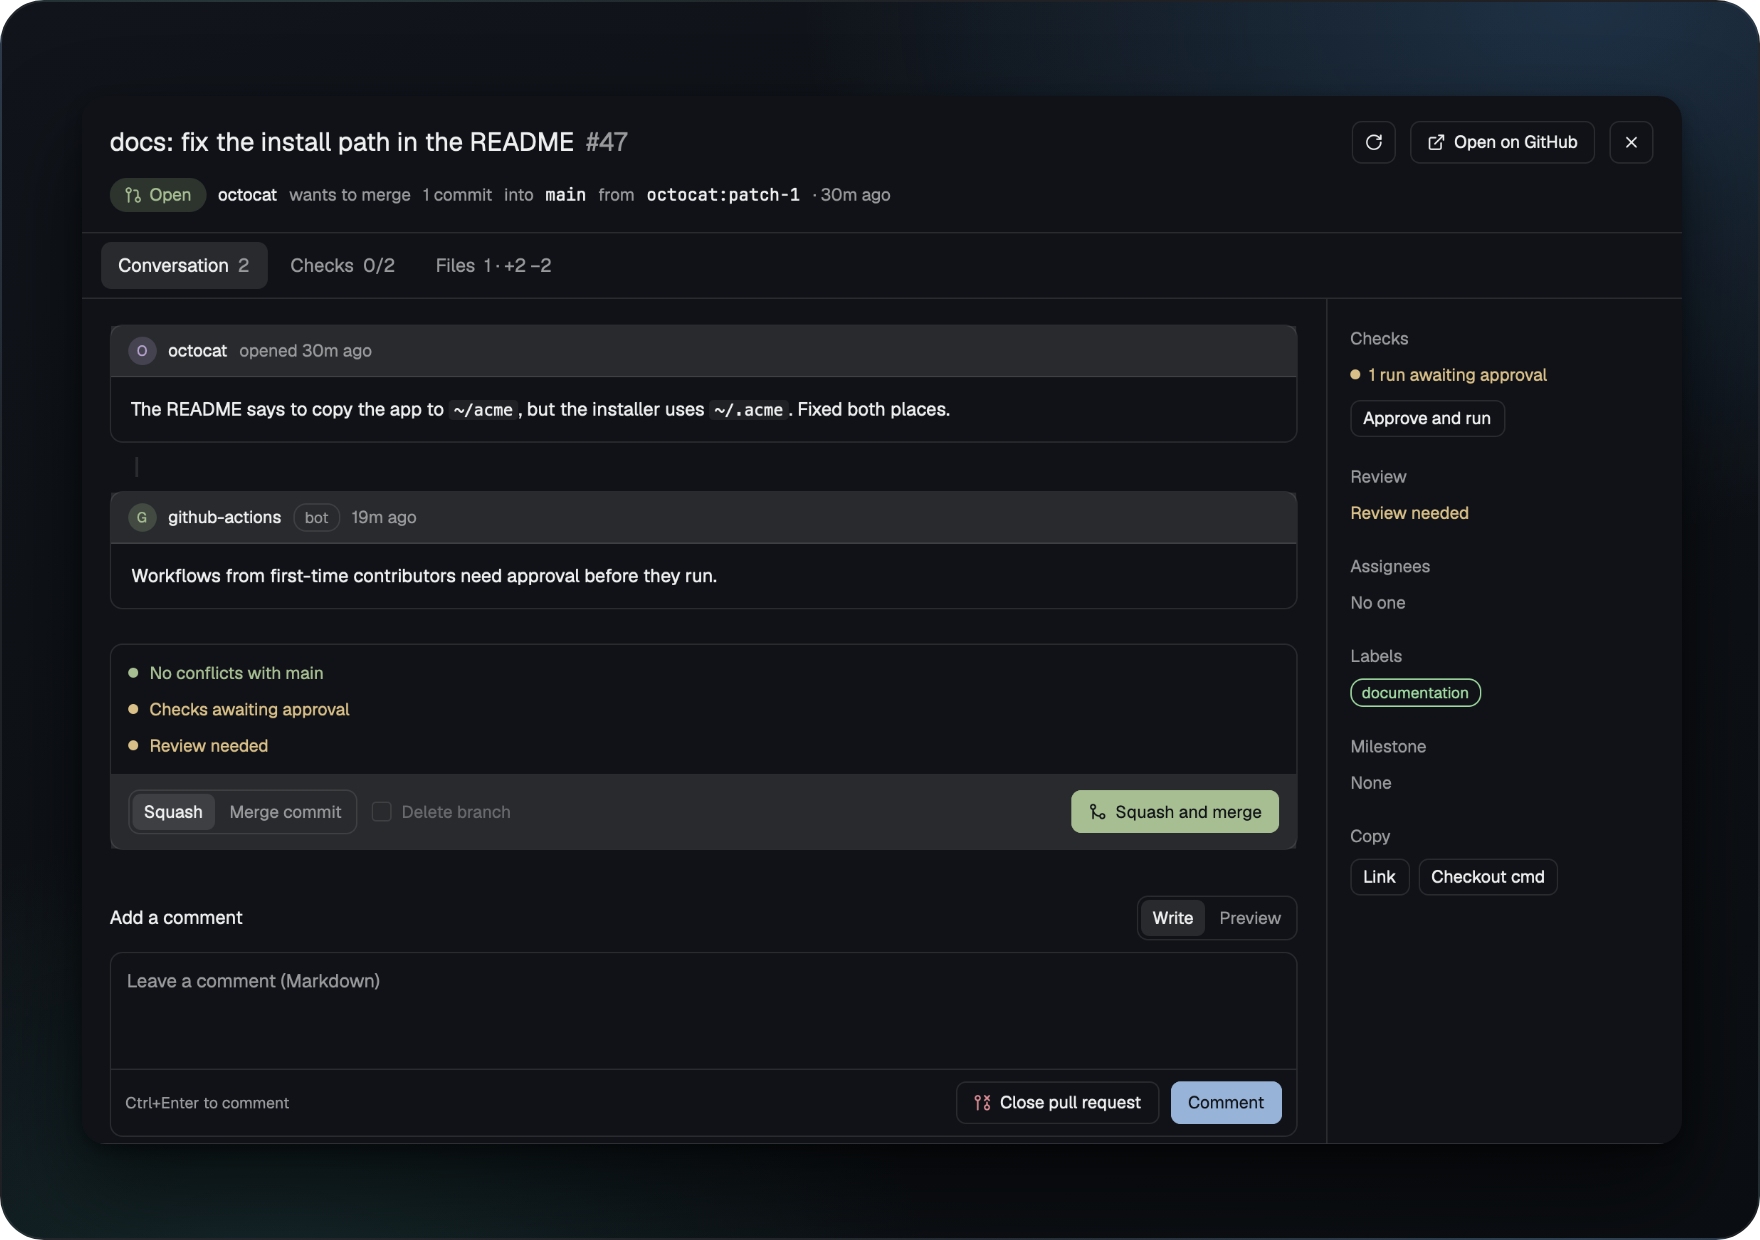 docs: fix the install path in the README #47
Open on GitHub
Open octocat wants to merge 1 commit into main from octocat:patch-1 · 30m ago
Conversation 2
Checks 0/2
Files 1 · +2 −2
O octocat opened 30m ago
The README says to copy the app to ~/acme, but the installer uses ~/.acme. Fixed both places.
G github-actions bot 19m ago
Workflows from first-time contributors need approval before they run.
No conflicts with main
Checks awaiting approval
Review needed
Squash Merge commit Delete branch
Squash and merge
Add a comment
Write Preview
Leave a comment (Markdown)
Ctrl+Enter to comment
Close pull request
Comment
Checks
1 run awaiting approval
Approve and run
Review
Review needed
Assignees
No one
Labels
documentation
Milestone
None
Copy
Link Checkout cmd